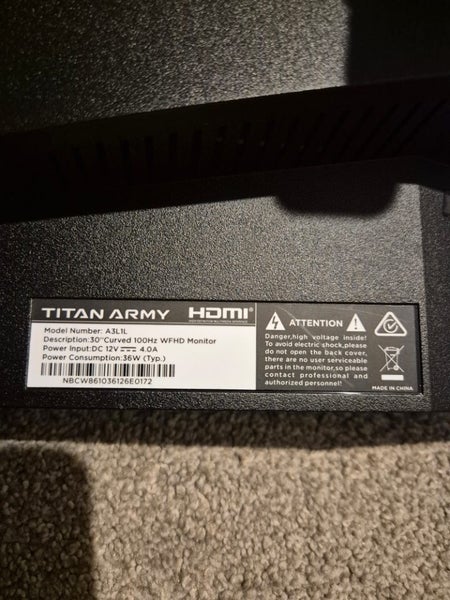 TITAN ARMY HDMI
Model Number: A3L1L
Description:30"Curved 100Hz WFHD Monitor
Power Input:DC 12V⎓ 4.0A
Power Consumption:36W (Typ.)
NBCW861036126E0172
ATTENTION
Danger,high voltage inside!
To avoid electric shock,please
do not open the back cover,
there are no user serviceable
parts in the monitor,so please
contact professional and
authorized personnel!
MADE IN CHINA